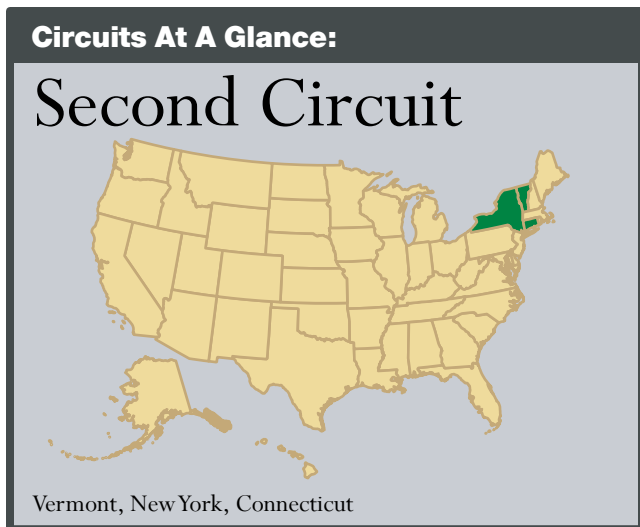 Circuits At A Glance:
Second Circuit
Vermont, New York, Connecticut